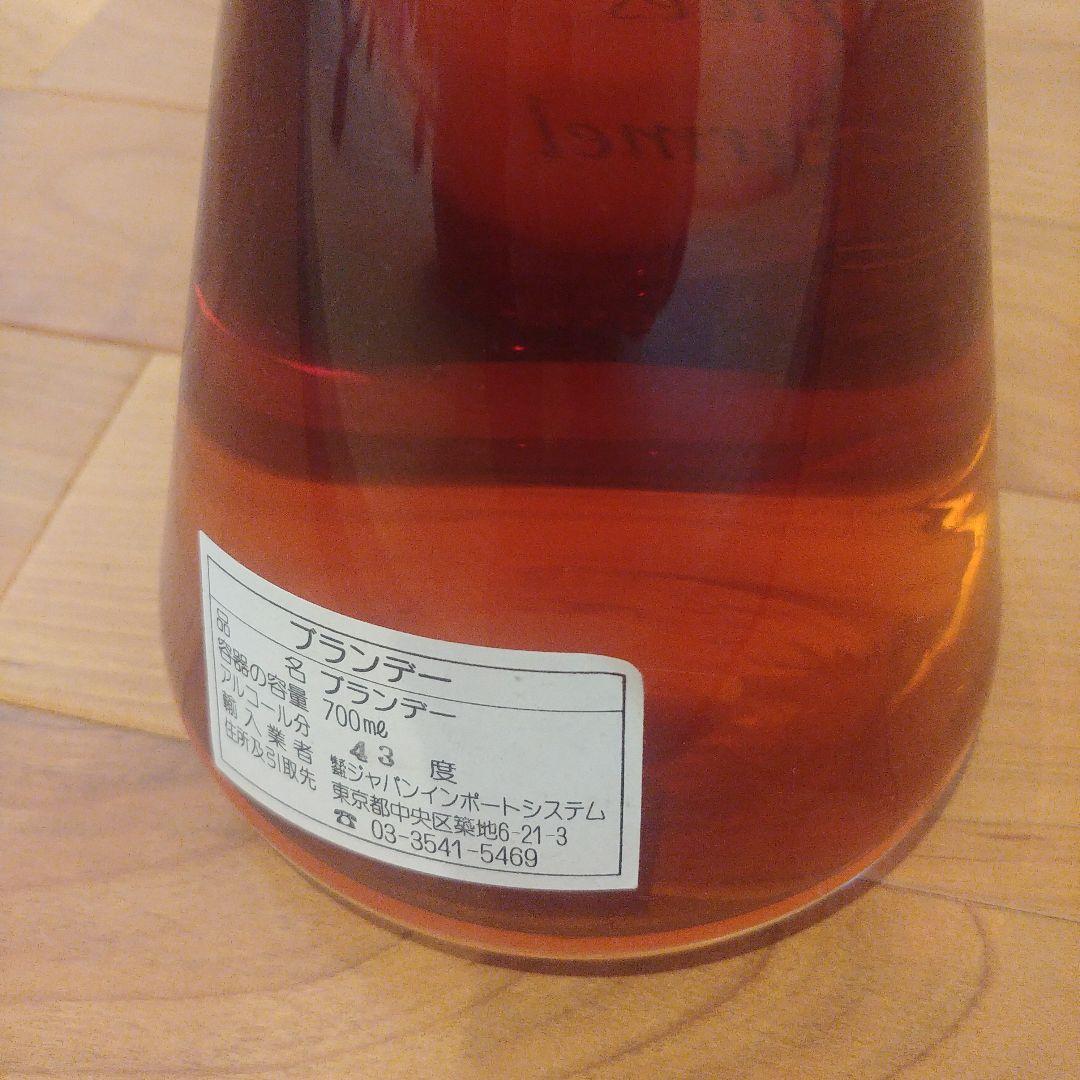 ブランデー
品 名 ブランデー
容器の容量 700㎖
アルコール分 43 度
輸入業者 ㍿ジャパンインポートシステム
住所及引取先 東京都中央区築地6-21-3
☎ 03-3541-5469